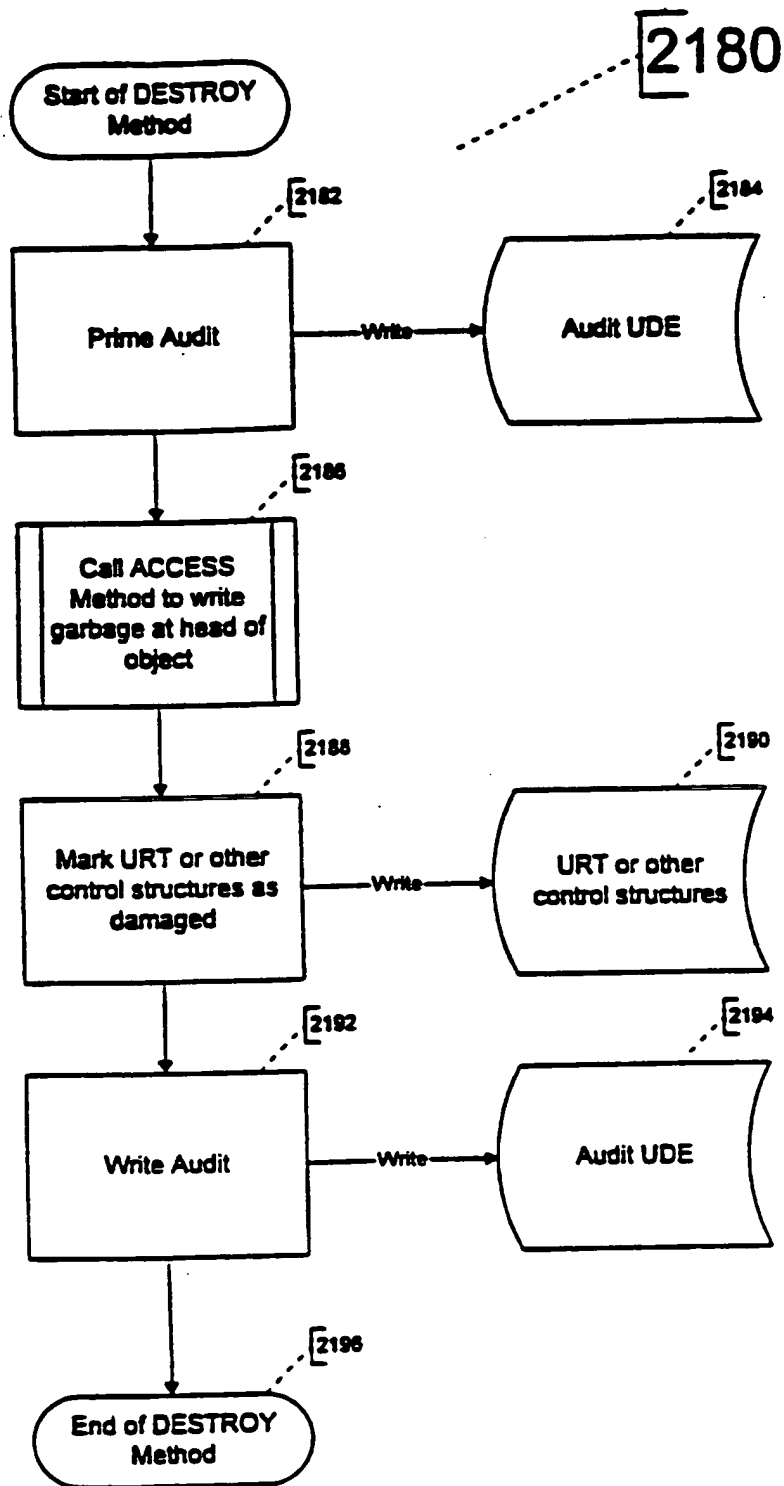 2180
Start of DESTROY
Method
2182
2184
Prime Audit
Write
Audit UDE
2186
Call ACCESS
Method to write
garbage at head of
object
2188
2190
Mark URT or other
control structures as
damaged
Write
URT or other
control structures
2192
2194
Write Audit
Write
Audit UDE
2196
End of DESTROY
Method